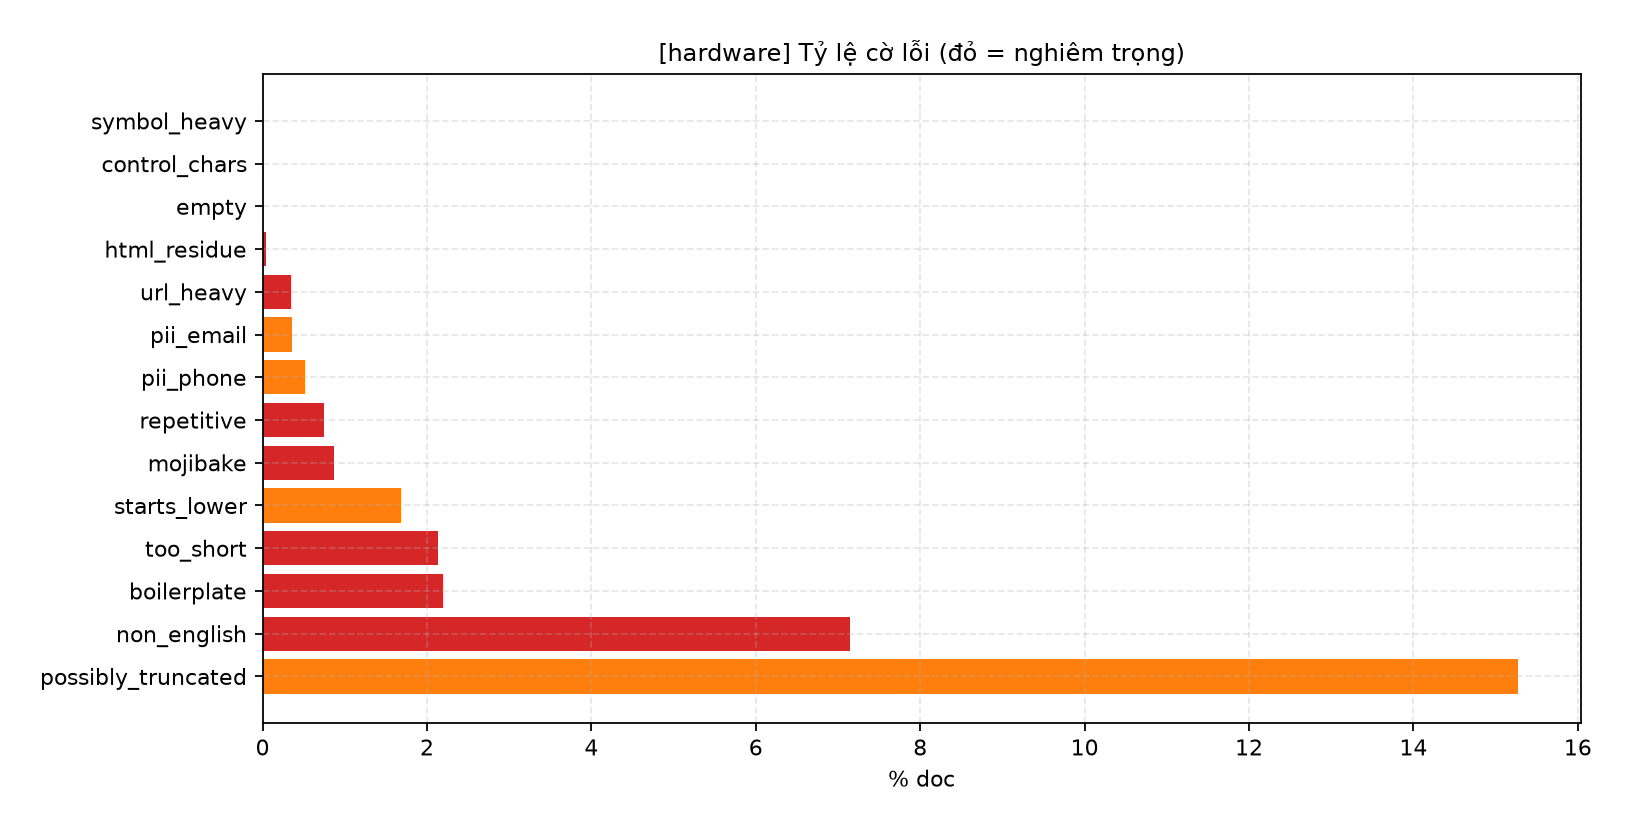 [hardware] Tỷ lệ cờ lỗi (đỏ = nghiêm trọng)
symbol_heavy
control_chars
empty
html_residue
url_heavy
pii_email
pii_phone
repetitive
mojibake
starts_lower
too_short
boilerplate
non_english
possibly_truncated
0 2 4 6 8 10 12 14 16
% doc